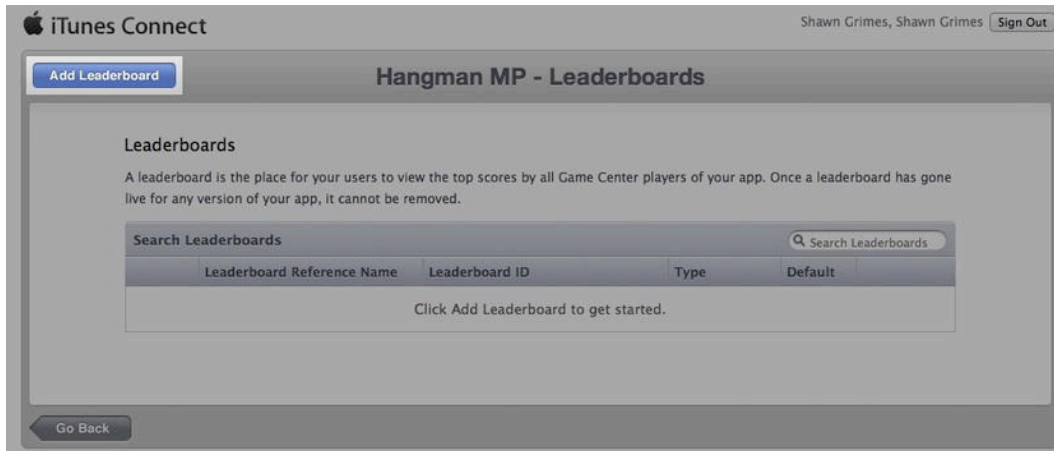 iTunes Connect
Shawn Grimes, Shawn Grimes Sign Out
Add Leaderboard
Hangman MP - Leaderboards
Leaderboards
A leaderboard is the place for your users to view the top scores by all Game Center players of your app. Once a leaderboard has gone
live for any version of your app, it cannot be removed.
Search Leaderboards
Search Leaderboards
Leaderboard Reference Name Leaderboard ID Type Default
Click Add Leaderboard to get started.
Go Back